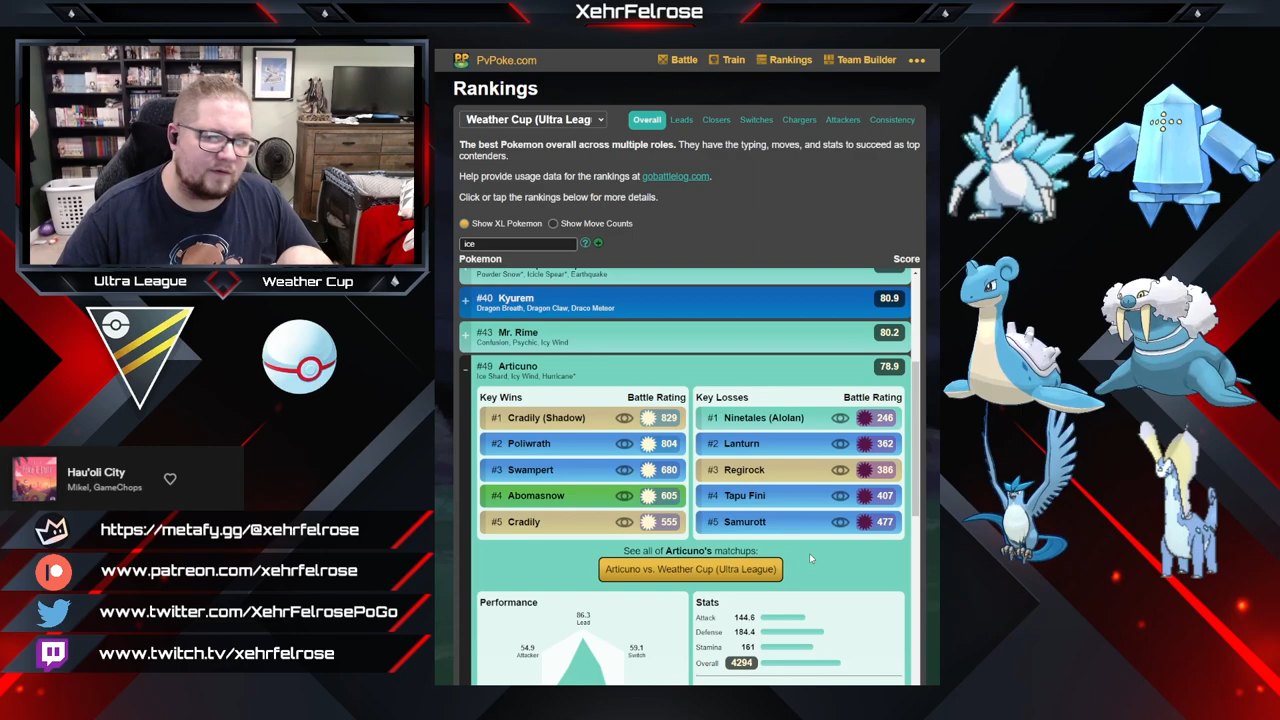 XehrFelrose
Ultra League
Weather Cup
Hau'oli City
Mikel, GameChops
https://metafy.gg/@xehrfelrose
www.patreon.com/xehrfelrose
www.twitter.com/XehrFelrosePoGo
www.twitch.tv/xehrfelrose
PP PvPoke.com Battle Train Rankings Team Builder
Rankings
Weather Cup (Ultra Leag Overall Leads Closers Switches Chargers Attackers Consistency
The best Pokemon overall across multiple roles. They have the typing, moves, and stats to succeed as top
contenders.
Help provide usage data for the rankings at gobattlelog.com.
Click or tap the rankings below for more details.
Show XL Pokemon Show Move Counts
ice ? +
Pokemon Score
Powder Snow*, Icicle Spear*, Earthquake
+ #40 Kyurem 80.9
Dragon Breath, Dragon Claw, Draco Meteor
+ #43 Mr. Rime 80.2
Confusion, Psychic, Icy Wind
- #49 Articuno 78.9
Ice Shard, Icy Wind, Hurricane*
Key Wins Battle Rating Key Losses Battle Rating
#1 Cradily (Shadow) 829 #1 Ninetales (Alolan) 246
#2 Poliwrath 804 #2 Lanturn 362
#3 Swampert 680 #3 Regirock 386
#4 Abomasnow 605 #4 Tapu Fini 407
#5 Cradily 555 #5 Samurott 477
See all of Articuno's matchups:
Articuno vs. Weather Cup (Ultra League)
Performance
86.3
Lead
54.9
Attacker
59.1
Switch
Stats
Attack 144.6
Defense 184.4
Stamina 161
Overall 4294